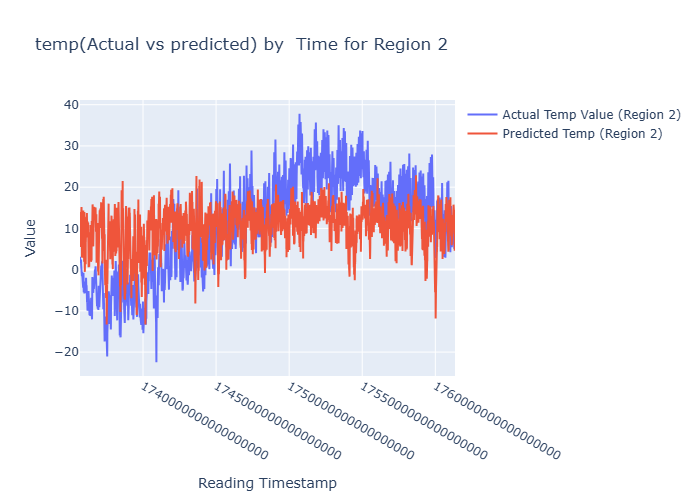 temp(Actual vs predicted) by  Time for Region 2
Actual Temp Value (Region 2)
Predicted Temp (Region 2)
Value
40
30
20
10
0
−10
−20
1740000000000000000
1745000000000000000
1750000000000000000
1755000000000000000
1760000000000000000
Reading Timestamp